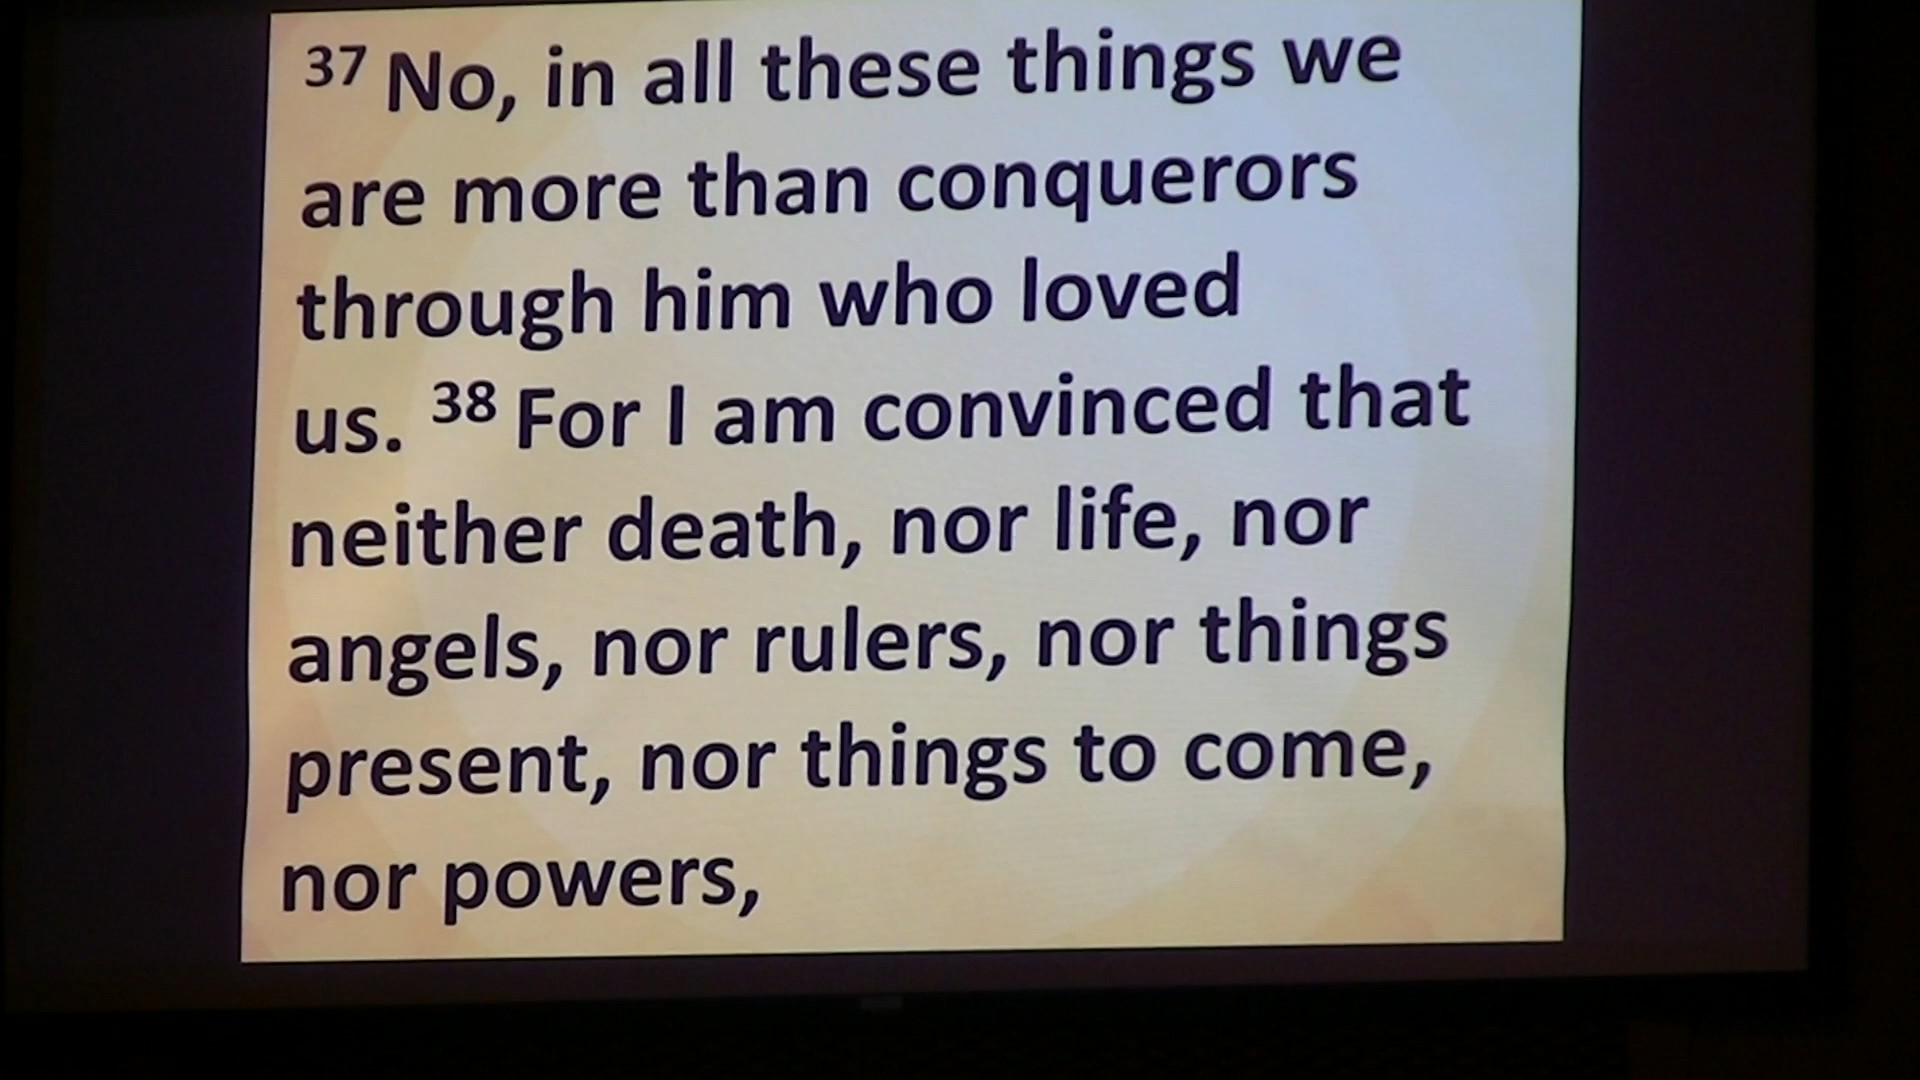 37 No, in all these things we
are more than conquerors
through him who loved
us. 38 For I am convinced that
neither death, nor life, nor
angels, nor rulers, nor things
present, nor things to come,
nor powers,